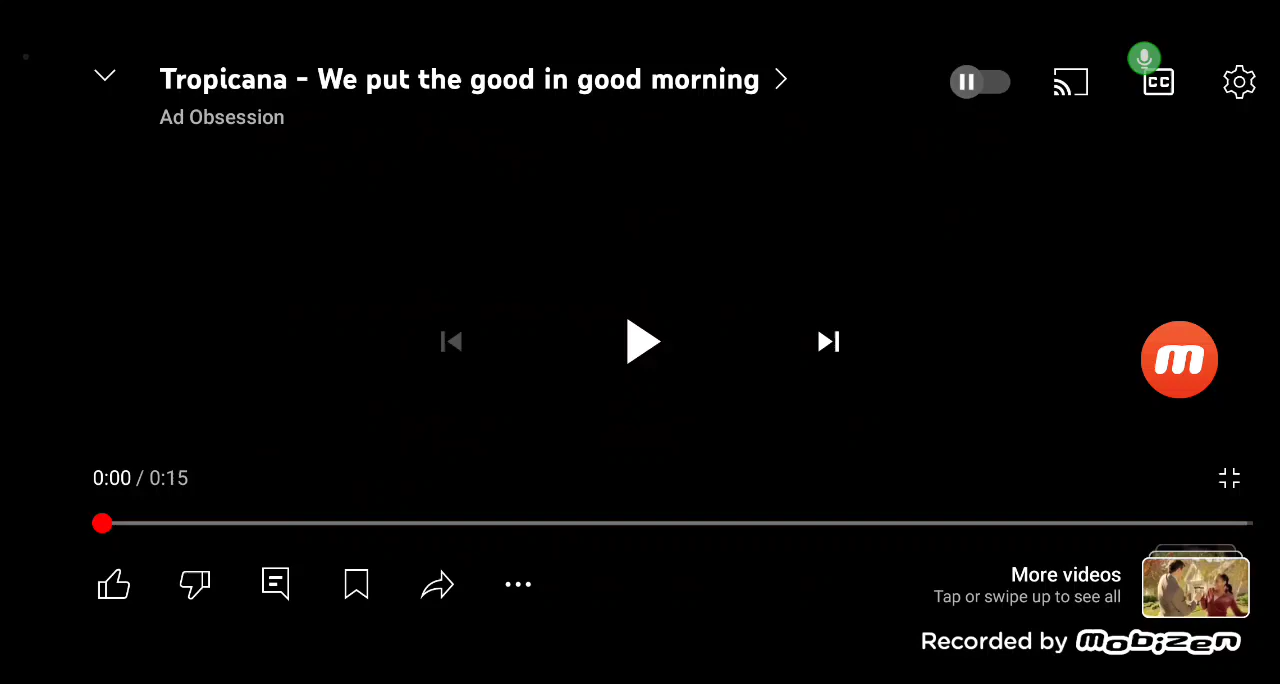 Tropicana - We put the good in good morning
Ad Obsession
CC
m
0:00 / 0:15
More videos
Tap or swipe up to see all
Recorded by mobizen